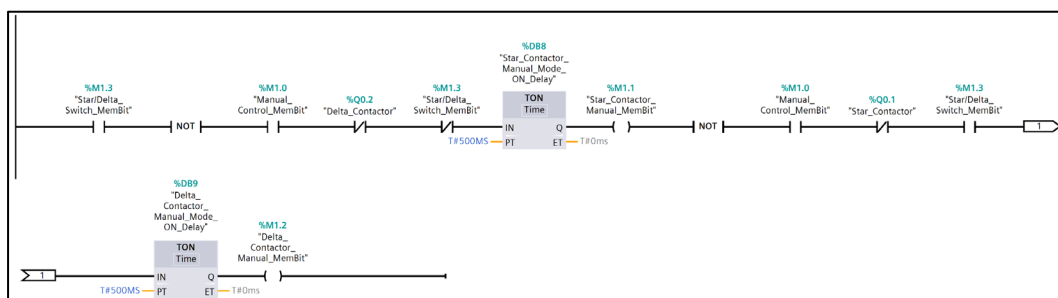 %DB8
"Star_Contactor_
Manual_Mode_
ON_Delay"
%M1.3
"Star/Delta_
Switch_MemBit"
NOT
%M1.0
"Manual_
Control_MemBit"
%Q0.2
"Delta_Contactor"
%M1.3
"Star/Delta_
Switch_MemBit"
TON
Time
IN
Q
T#500MS
PT
ET
T#0ms
%M1.1
"Star_Contactor_
Manual_MemBit"
NOT
%M1.0
"Manual_
Control_MemBit"
%Q0.1
"Star_Contactor"
%M1.3
"Star/Delta_
Switch_MemBit"
1
%DB9
"Delta_
Contactor_
Manual_Mode_
ON_Delay"
1
TON
Time
IN
Q
T#500MS
PT
ET
T#0ms
%M1.2
"Delta_
Contactor_
Manual_MemBit"